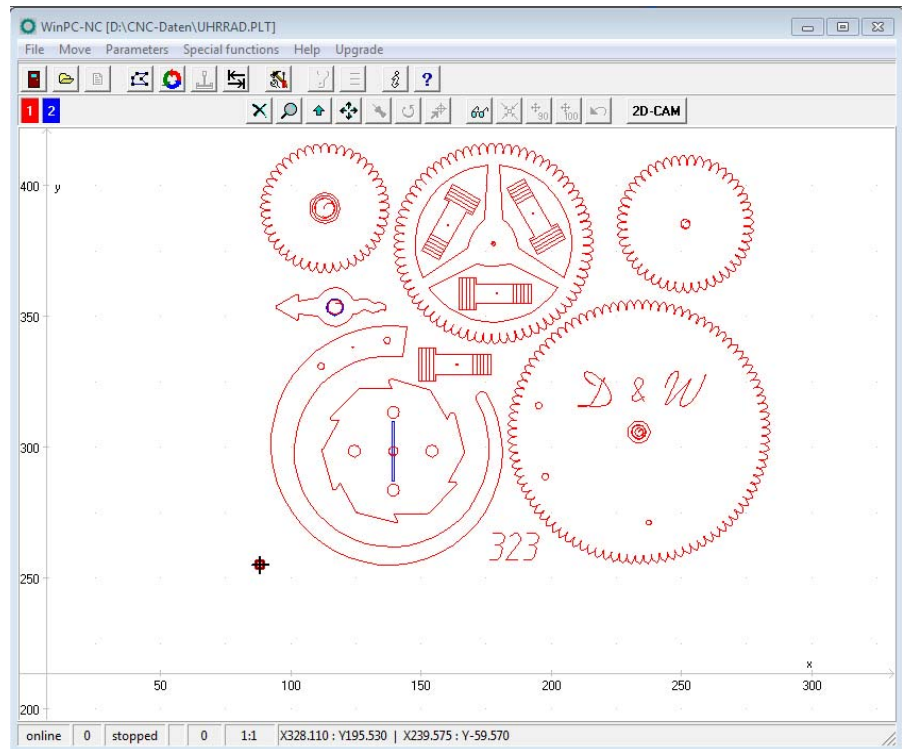 WinPC-NC [D:\CNC-Daten\UHRRAD.PLT]
File Move Parameters Special functions Help Upgrade
?
1 2 90 100 2D-CAM
400 y
350
D & W
300
323
250
x
50 100 150 200 250 300
200
online 0 stopped 0 1:1 X328.110 : Y195.530 | X239.575 : Y-59.570